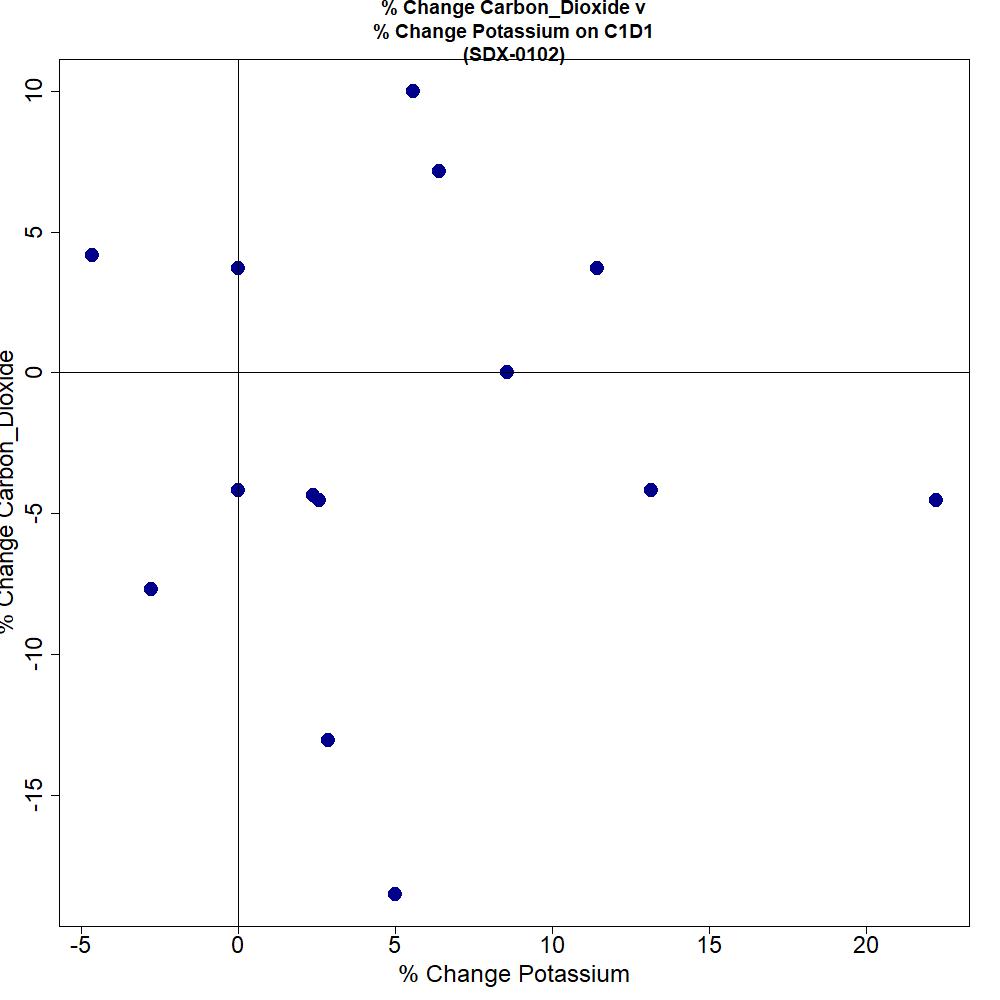 % Change Carbon_Dioxide v
% Change Potassium on C1D1
(SDX-0102)
10
5
0
-5
-10
-15
% Change Carbon_Dioxide
-5
0
5
10
15
20
% Change Potassium